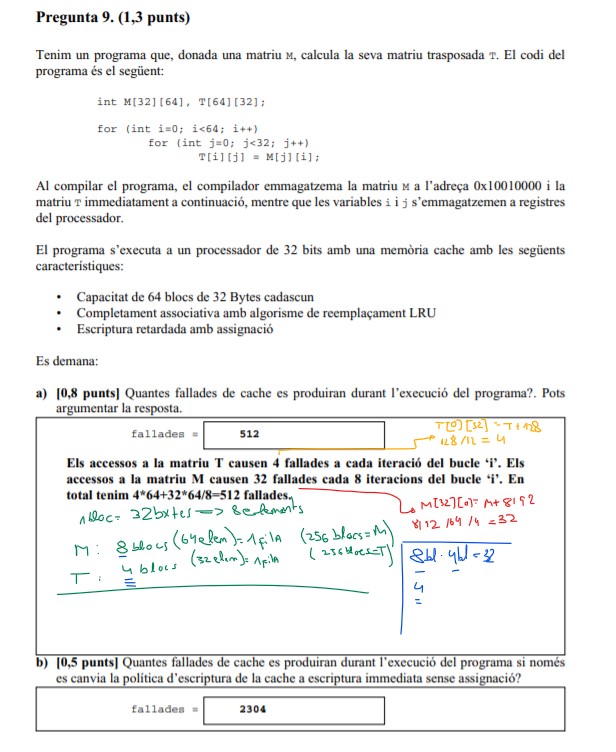 Pregunta 9. (1,3 punts)
Tenim un programa que, donada una matriu M, calcula la seva matriu trasposada T. El codi del
programa és el següent:
int M[32][64], T[64][32];
for (int i=0; i<64; i++)
for (int j=0; j<32; j++)
T[i][j] = M[j][i];
Al compilar el programa, el compilador emmagatzema la matriu M a l'adreça 0x10010000 i la
matriu T immediatament a continuació, mentre que les variables i i j s'emmagatzemen a registres
del processador.
El programa s'executa a un processador de 32 bits amb una memòria cache amb les següents
característiques:
• Capacitat de 64 blocs de 32 Bytes cadascun
• Completament associativa amb algorisme de reemplaçament LRU
• Escriptura retardada amb assignació
Es demana:
a) [0,8 punts] Quantes fallades de cache es produiran durant l'execució del programa?. Pots
argumentar la resposta.
T[0][32] = T+128
fallades = 512
128/12 = 4
Els accessos a la matriu T causen 4 fallades a cada iteració del bucle 'i'. Els
accessos a la matriu M causen 32 fallades cada 8 iteracions del bucle 'i'. En
total tenim 4*64+32*64/8=512 fallades.
M[32][0]= M+8192
1 bloc = 32 bytes => 8 elements
M: 8 blocs (64 elem)= 1 fila (256 blocs=M)
8bl · 4bl = 32
T: 4 blocs (32 elem)= 1 fila (256 blocs=T)
4
=
b) [0,5 punts] Quantes fallades de cache es produiran durant l'execució del programa si només
es canvia la política d'escriptura de la cache a escriptura immediata sense assignació?
fallades = 2304